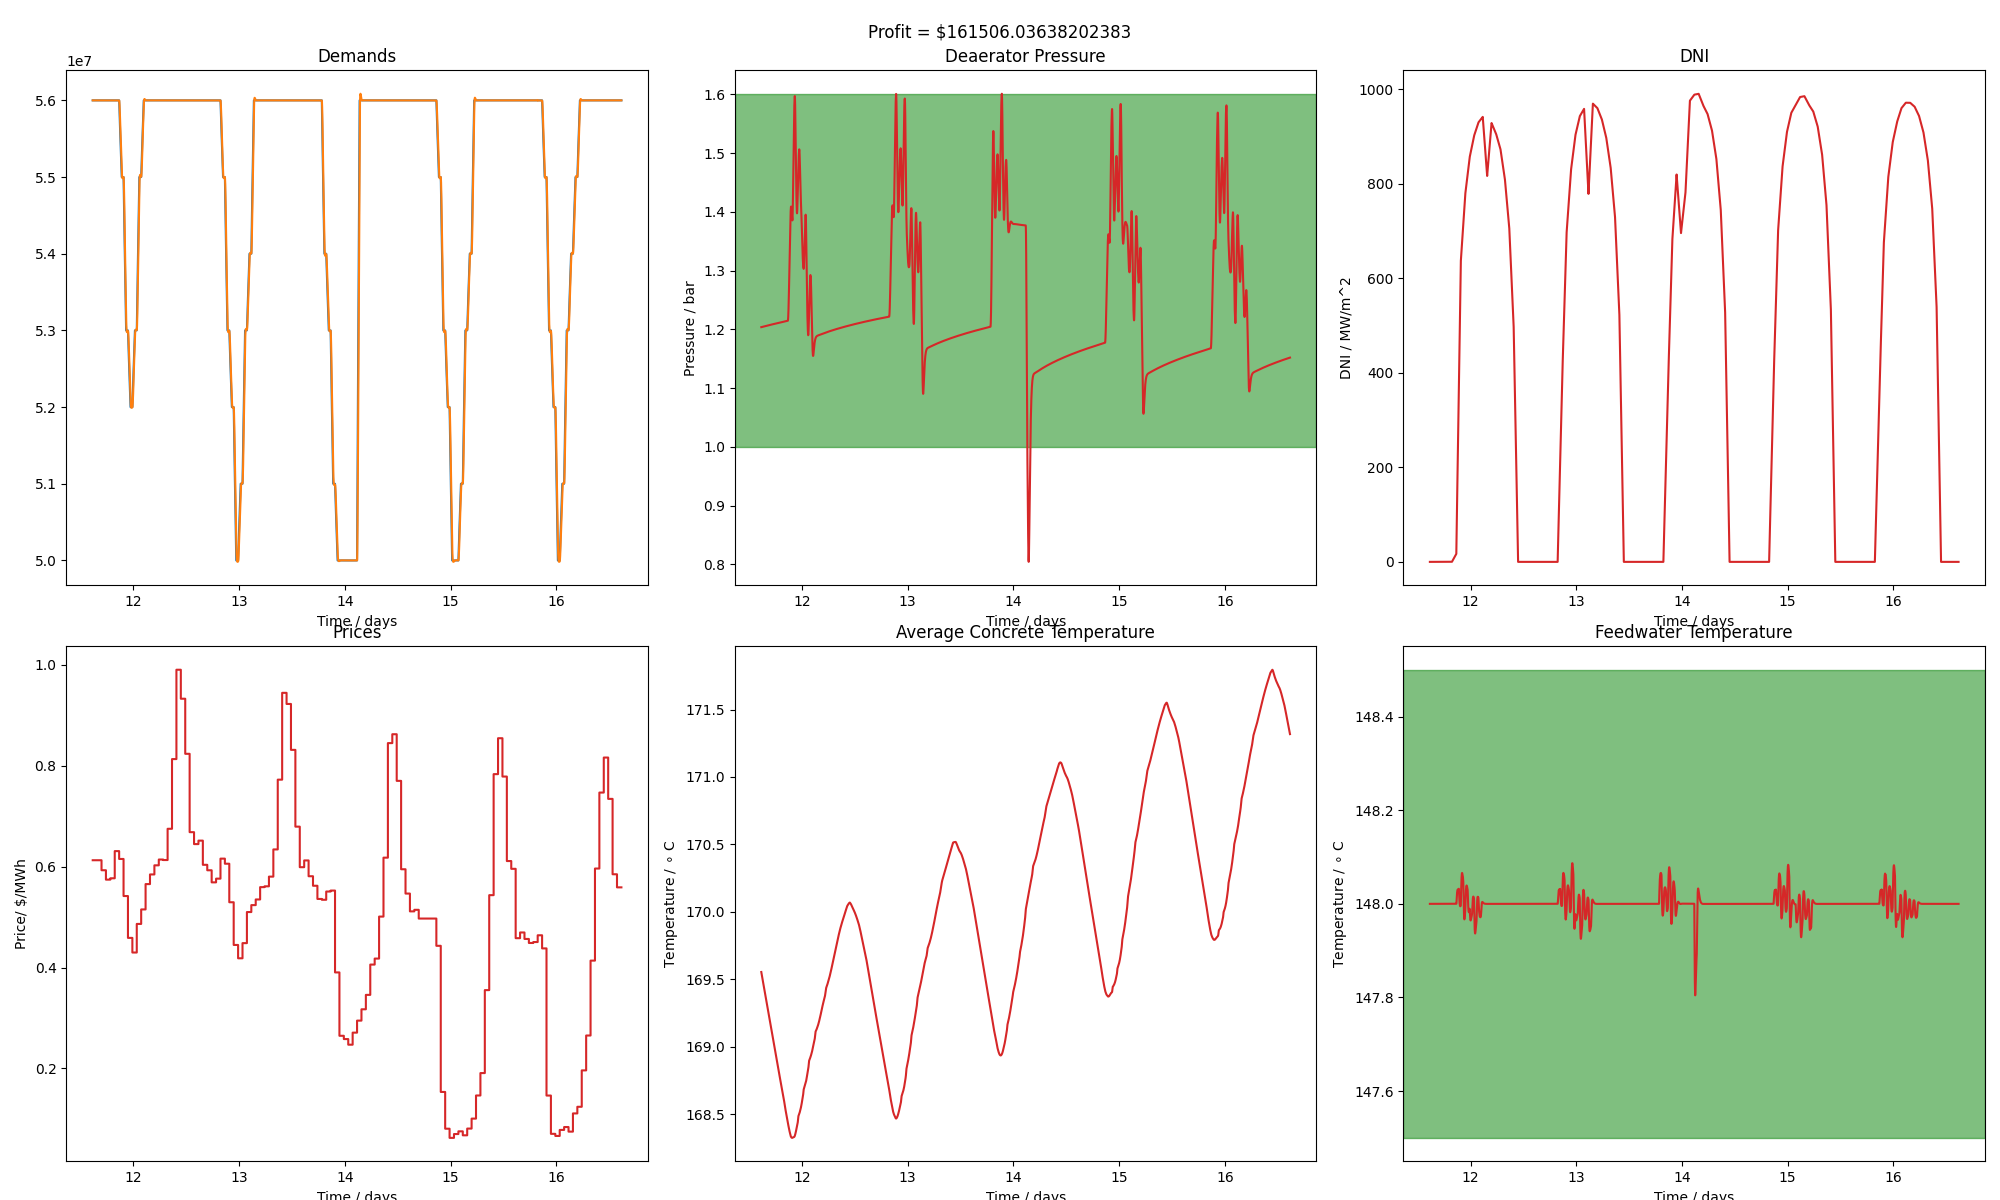 Profit = $161506.03638202383
Demands
1e7
5.6
5.5
5.4
5.3
5.2
5.1
5.0
12 13 14 15 16
Time / days
Deaerator Pressure
Pressure / bar
1.6
1.5
1.4
1.3
1.2
1.1
1.0
0.9
0.8
12 13 14 15 16
Time / days
DNI
DNI / MW/m^2
1000
800
600
400
200
0
12 13 14 15 16
Time / days
Prices
Price/ $/MWh
1.0
0.8
0.6
0.4
0.2
12 13 14 15 16
Time / days
Average Concrete Temperature
Temperature / ∘ C
171.5
171.0
170.5
170.0
169.5
169.0
168.5
12 13 14 15 16
Time / days
Feedwater Temperature
Temperature / ∘ C
148.4
148.2
148.0
147.8
147.6
12 13 14 15 16
Time / days